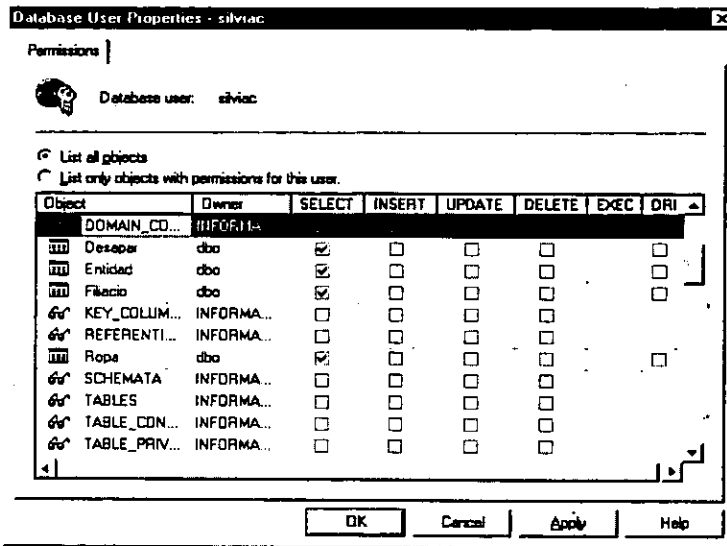 Database User Properties - silviac
Permissions
Database user: silviac
List all objects
List only objects with permissions for this user.
Object Owner SELECT INSERT UPDATE DELETE EXEC DRI
DOMAIN_CO... INFORMA
Desapar dbo
Entidad dbo
Filiacio dbo
KEY_COLUM... INFORMA...
REFERENTI... INFORMA...
Ropa dbo
SCHEMATA INFORMA...
TABLES INFORMA...
TABLE_CON... INFORMA...
TABLE_PRIV... INFORMA...
OK Cancel Apply Help